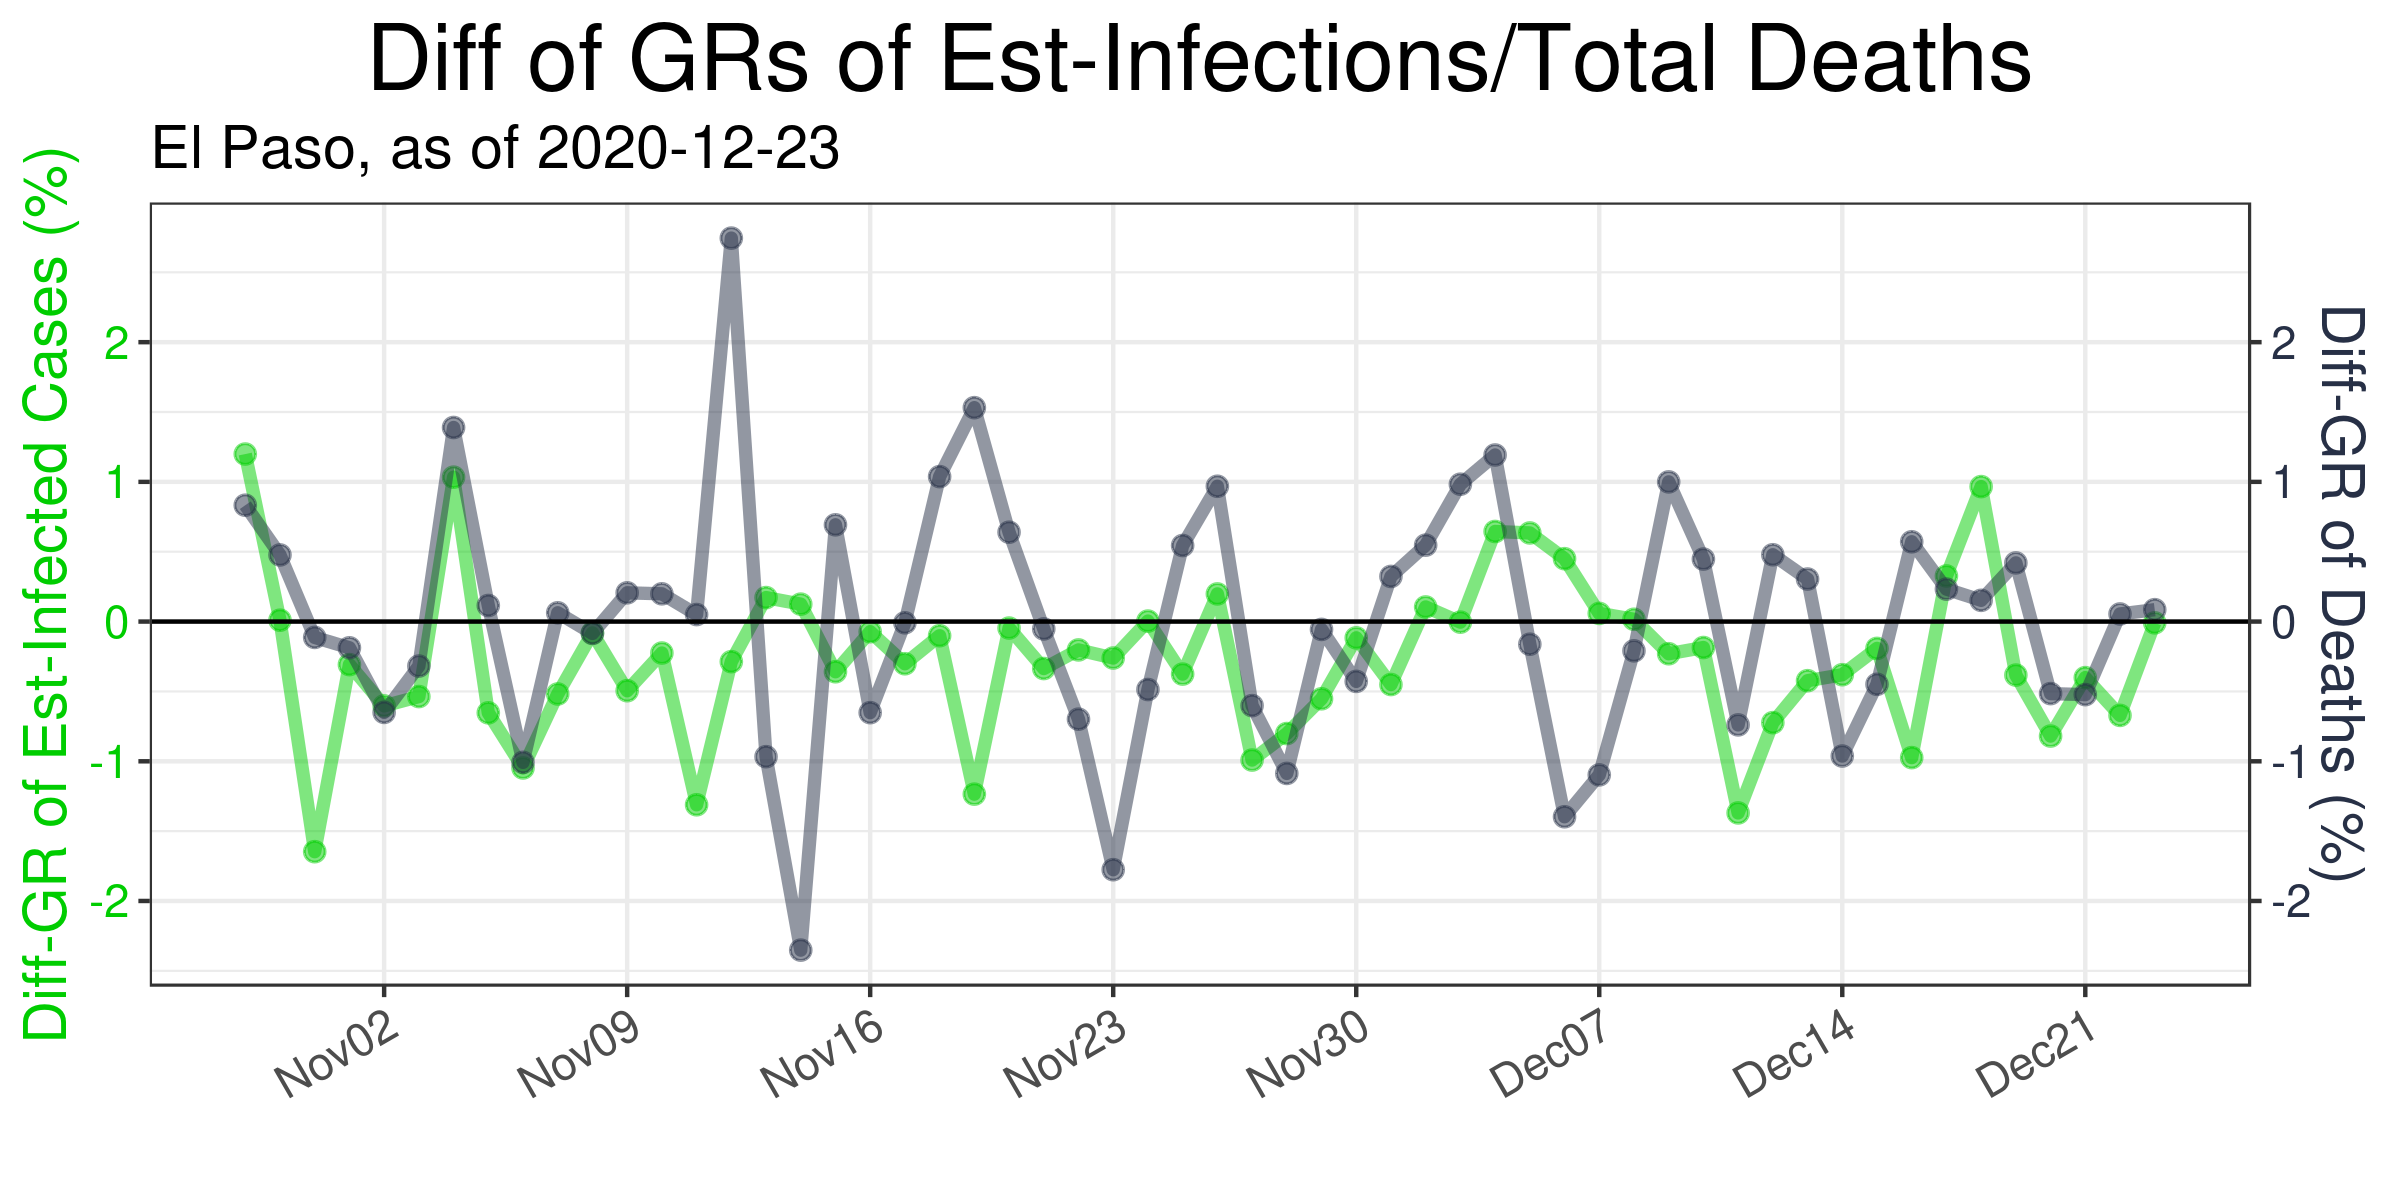 Diff of GRs of Est-Infections/Total Deaths
El Paso, as of 2020-12-23
Diff-GR of Est-Infected Cases (%)
2
1
0
-1
-2
2
1
0
-1
-2
Diff-GR of Deaths (%)
Nov02
Nov09
Nov16
Nov23
Nov30
Dec07
Dec14
Dec21